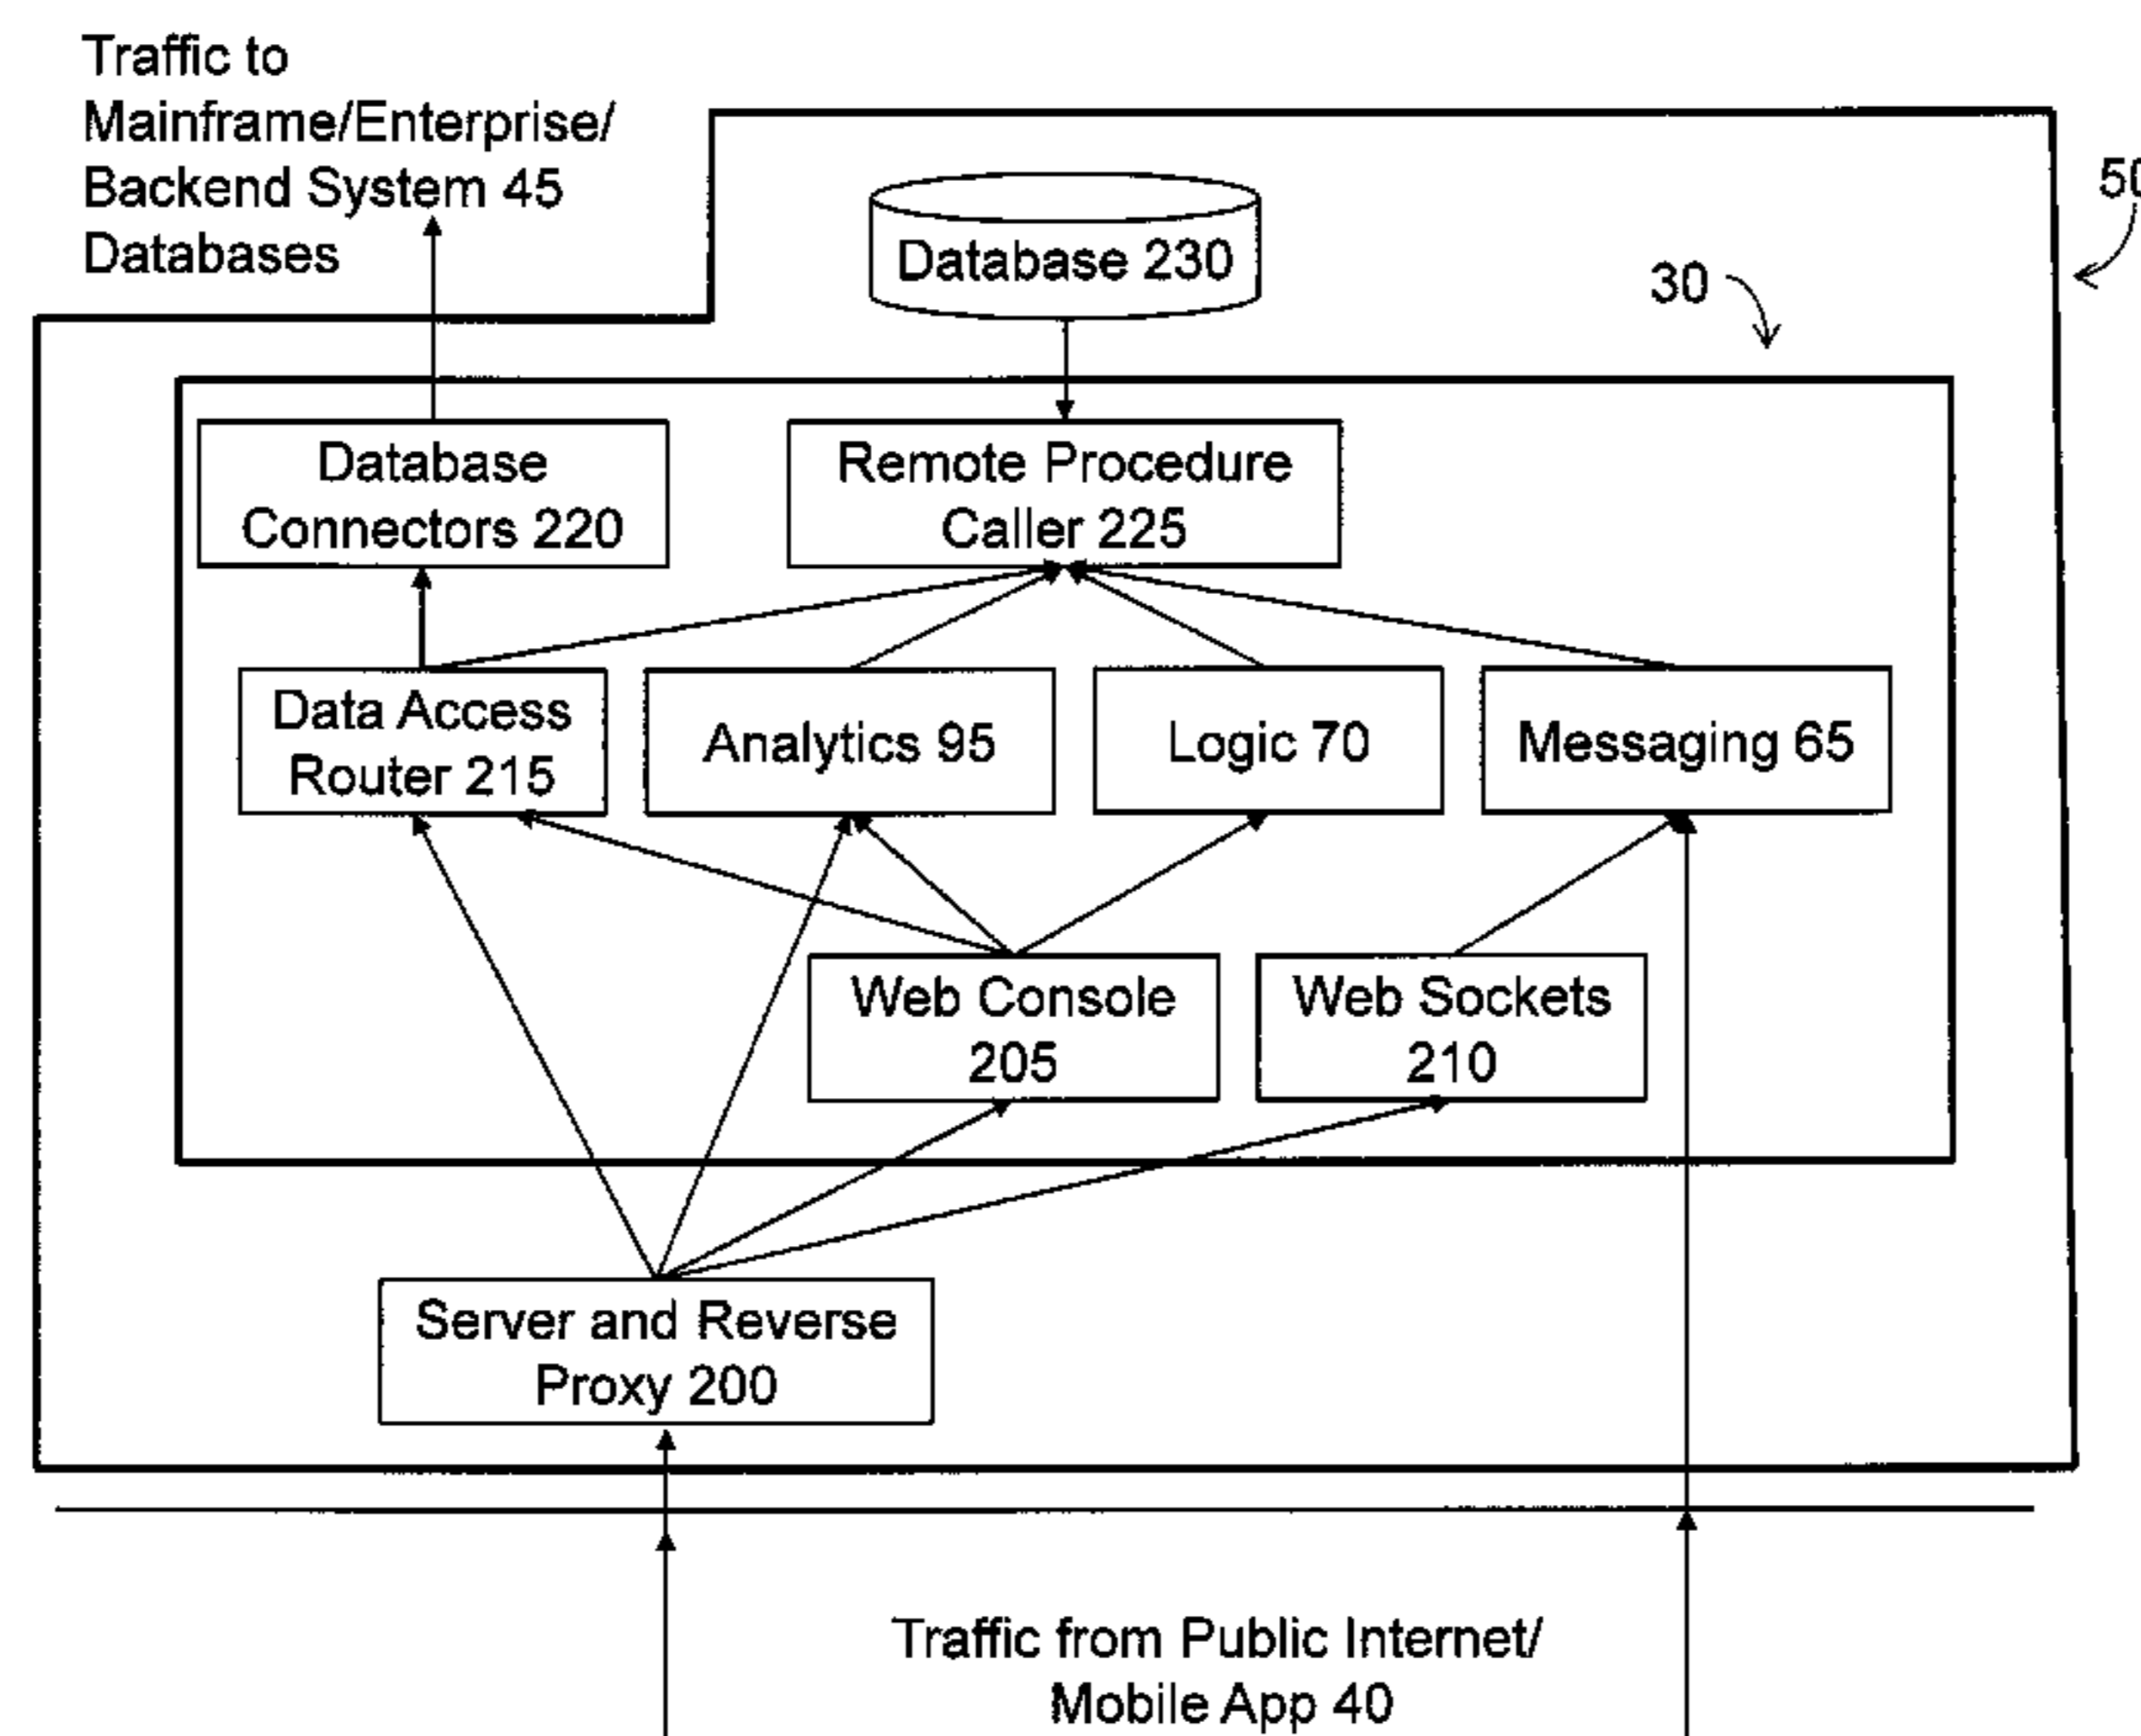 Traffic to
Mainframe/Enterprise/
Backend System 45
Databases
50
Database 230
30
Database
Connectors 220
Remote Procedure
Caller 225
Data Access
Router 215
Analytics 95
Logic 70
Messaging 65
Web Console
205
Web Sockets
210
Server and Reverse
Proxy 200
Traffic from Public Internet/
Mobile App 40